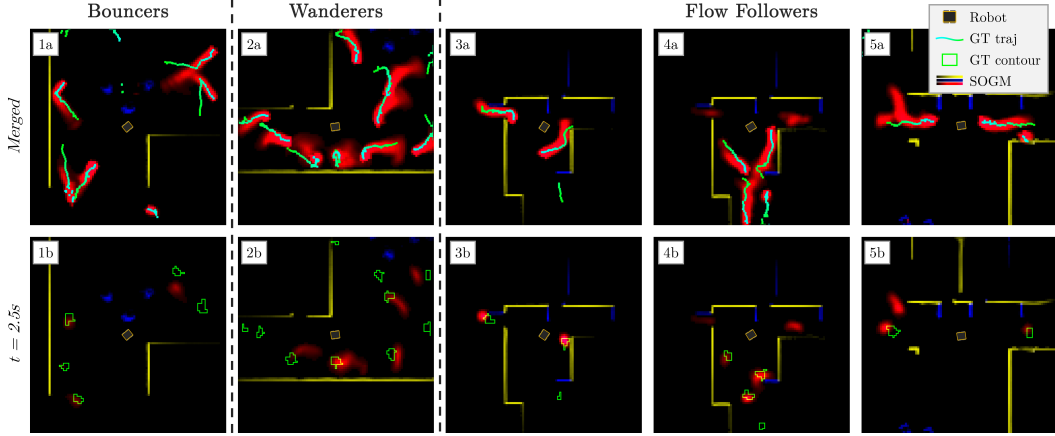 Bouncers Wanderers Flow Followers
Robot
GT traj
GT contour
SOGM
Merged
1a 2a 3a 4a 5a
t = 2.5s
1b 2b 3b 4b 5b